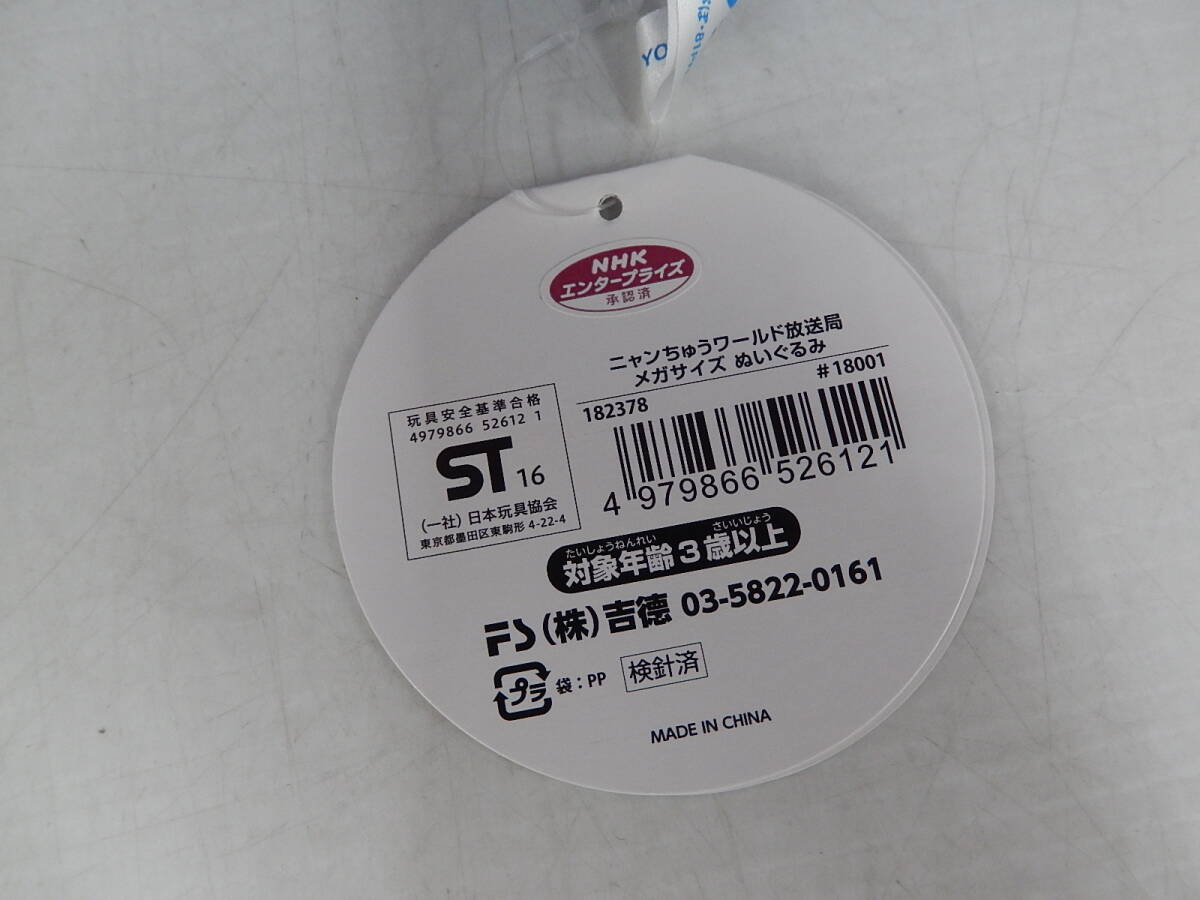 YO
NHK
エンタープライズ
承認済
ニャンちゅうワールド放送局
メガサイズ ぬいぐるみ
182378
#18001
4 979866 526121
玩具安全基準合格
4979866 52612 1
ST 16
(一社)日本玩具協会
東京都墨田区東駒形 4-22-4
たいしょうねんれい さいいじょう
対象年齢3歳以上
FS (株)吉徳 03-5822-0161
プラ 袋:PP 検針済
MADE IN CHINA